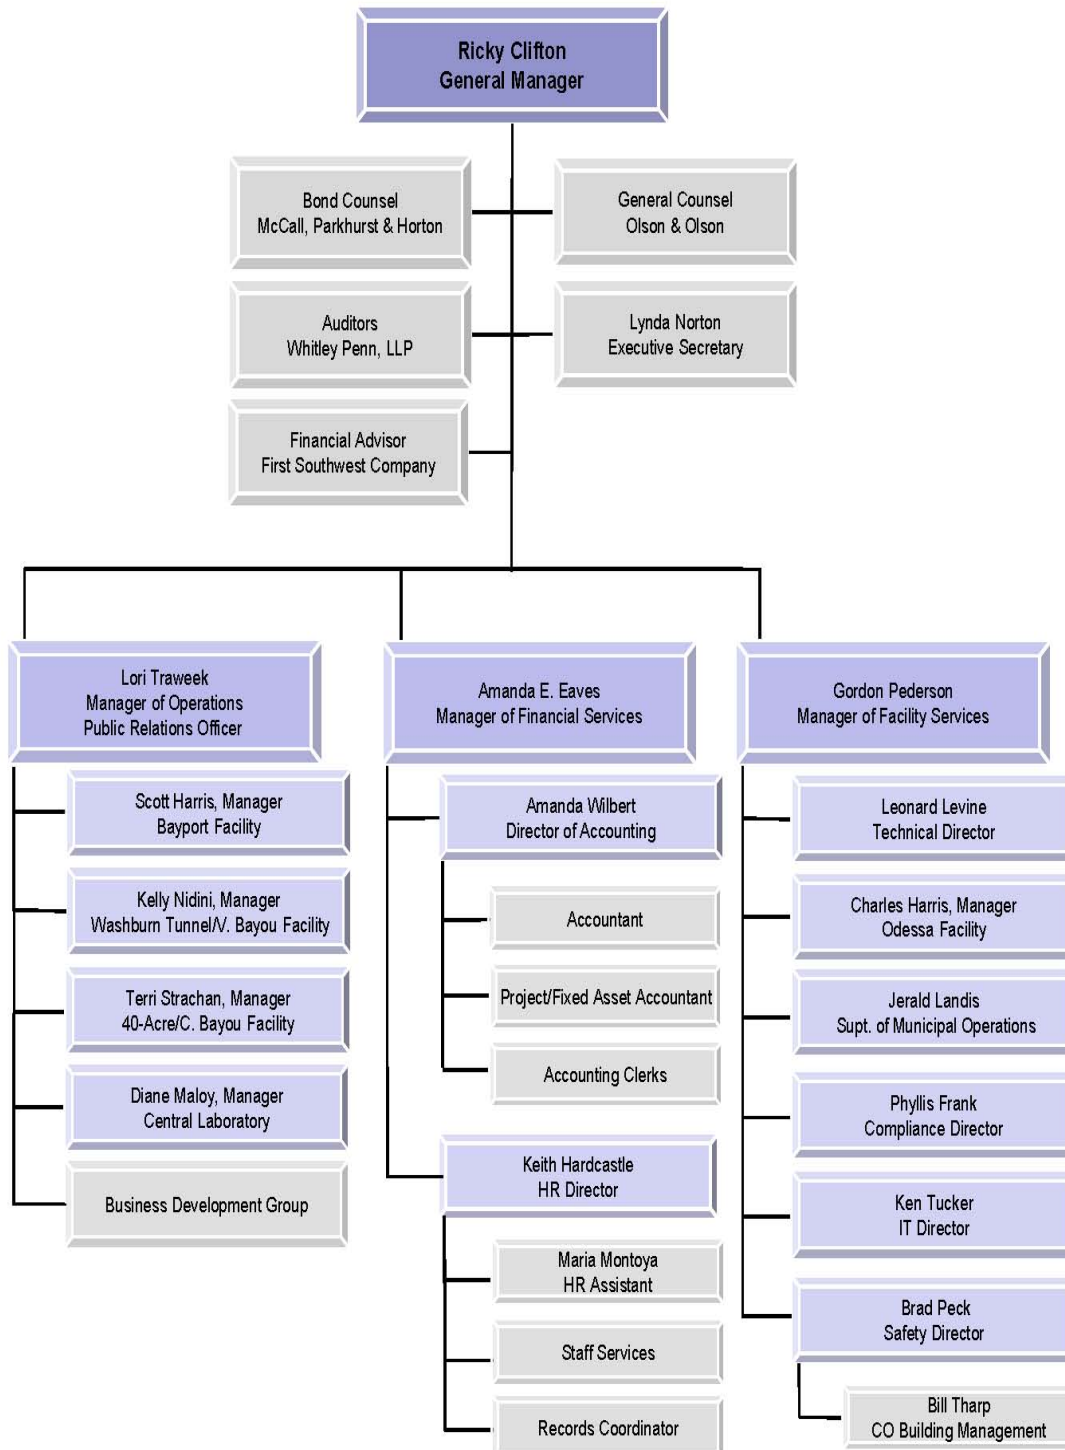 Ricky Clifton
General Manager
Bond Counsel
McCall, Parkhurst & Horton
General Counsel
Olson & Olson
Auditors
Whitley Penn, LLP
Lynda Norton
Executive Secretary
Financial Advisor
First Southwest Company
Lori Traweek
Manager of Operations
Public Relations Officer
Scott Harris, Manager
Bayport Facility
Kelly Nidini, Manager
Washburn Tunnel/V. Bayou Facility
Terri Strachan, Manager
40-Acre/C. Bayou Facility
Diane Maloy, Manager
Central Laboratory
Business Development Group
Amanda E. Eaves
Manager of Financial Services
Amanda Wilbert
Director of Accounting
Accountant
Project/Fixed Asset Accountant
Accounting Clerks
Keith Hardcastle
HR Director
Maria Montoya
HR Assistant
Staff Services
Records Coordinator
Gordon Pederson
Manager of Facility Services
Leonard Levine
Technical Director
Charles Harris, Manager
Odessa Facility
Jerald Landis
Supt. of Municipal Operations
Phyllis Frank
Compliance Director
Ken Tucker
IT Director
Brad Peck
Safety Director
Bill Tharp
CO Building Management